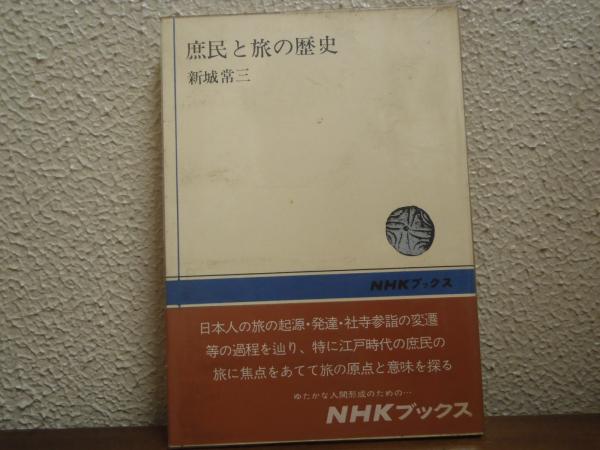 庶民と旅の歴史
新城常三
NHKブックス
日本人の旅の起源・発達・社寺参詣の変遷
等の過程を辿り、特に江戸時代の庶民の
旅に焦点をあてて旅の原点と意味を探る
ゆたかな人間形成のための…
NHKブックス